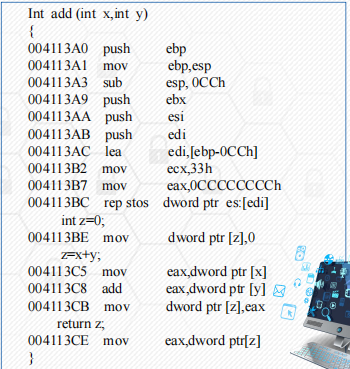 Int add (int x,int y)
{
004113A0 push ebp
004113A1 mov ebp,esp
004113A3 sub esp, 0CCh
004113A9 push ebx
004113AA push esi
004113AB push edi
004113AC lea edi,[ebp-0CCh]
004113B2 mov ecx,33h
004113B7 mov eax,0CCCCCCCCh
004113BC rep stos dword ptr es:[edi]
int z=0;
004113BE mov dword ptr [z],0
z=x+y;
004113C5 mov eax,dword ptr [x]
004113C8 add eax,dword ptr [y]
004113CB mov dword ptr [z],eax
return z;
004113CE mov eax,dword ptr[z]
}